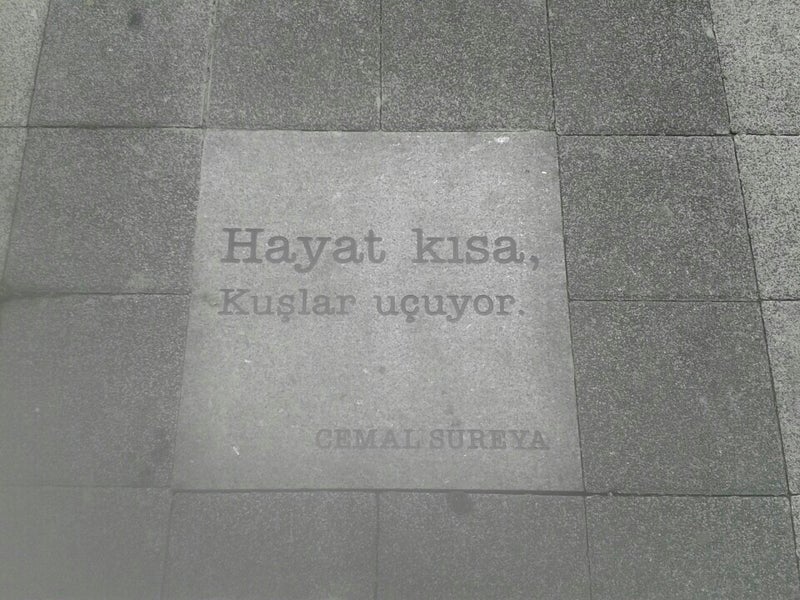 Hayat kısa,
Kuşlar uçuyor.
CEMAL SÜREYA